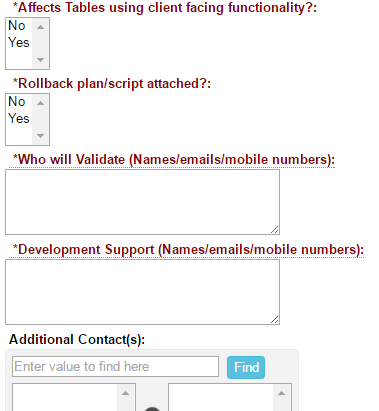 *Affects Tables using client facing functionality?:
No
Yes
*Rollback plan/script attached?:
No
Yes
*Who will Validate (Names/emails/mobile numbers):
*Development Support (Names/emails/mobile numbers):
Additional Contact(s):
Enter value to find here Find